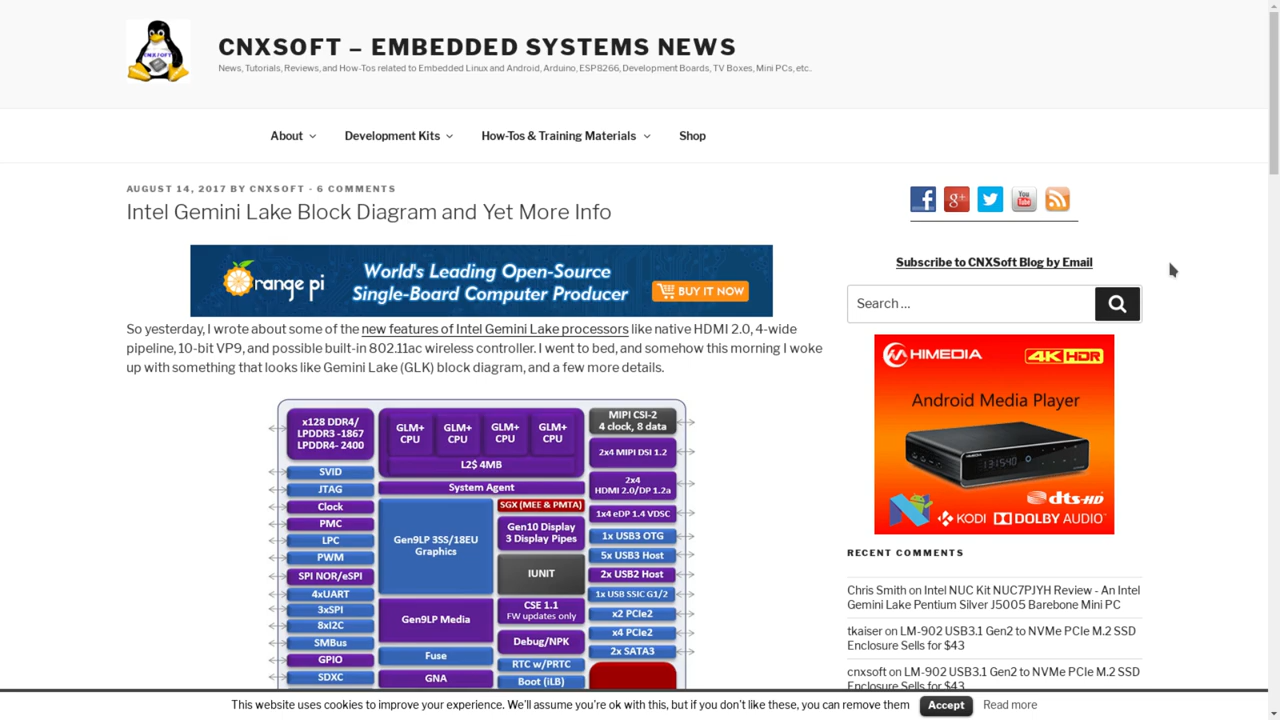 CNXSOFT – EMBEDDED SYSTEMS NEWS
News, Tutorials, Reviews, and How-Tos related to Embedded Linux and Android, Arduino, ESP8266, Development Boards, TV Boxes, Mini PCs, etc..
About
Development Kits
How-Tos & Training Materials
Shop
AUGUST 14, 2017 BY CNXSOFT - 6 COMMENTS
Intel Gemini Lake Block Diagram and Yet More Info
range pi
World's Leading Open-Source
Single-Board Computer Producer
BUY IT NOW
So yesterday, I wrote about some of the new features of Intel Gemini Lake processors like native HDMI 2.0, 4-wide
pipeline, 10-bit VP9, and possible built-in 802.11ac wireless controller. I went to bed, and somehow this morning I woke
up with something that looks like Gemini Lake (GLK) block diagram, and a few more details.
x128 DDR4/
LPDDR3 -1867
LPDDR4- 2400
SVID
JTAG
Clock
PMC
LPC
PWM
SPI NOR/eSPI
4xUART
3xSPI
8xI2C
SMBus
GPIO
SDXC
GLM+
CPU
GLM+
CPU
GLM+
CPU
GLM+
CPU
L2$ 4MB
System Agent
Gen9LP 3SS/18EU
Graphics
Gen9LP Media
Fuse
GNA
SGX (MEE & PMTA)
Gen10 Display
3 Display Pipes
IUNIT
CSE 1.1
FW updates only
Debug/NPK
RTC w/PRTC
Boot (iLB)
MIPI CSI-2
4 clock, 8 data
2x4 MIPI DSI 1.2
2x4
HDMI 2.0/DP 1.2a
1x4 eDP 1.4 VDSC
1x USB3 OTG
5x USB3 Host
2x USB2 Host
1x USB SSIC G1/2
x2 PCIe2
x4 PCIe2
2x SATA3
You
Tube
Subscribe to CNXSoft Blog by Email
Search …
HIMEDIA
4K HDR
Android Media Player
dts-HD
KODI
DOLBY AUDIO
RECENT COMMENTS
Chris Smith on Intel NUC Kit NUC7PJYH Review - An Intel
Gemini Lake Pentium Silver J5005 Barebone Mini PC
tkaiser on LM-902 USB3.1 Gen2 to NVMe PCIe M.2 SSD
Enclosure Sells for $43
cnxsoft on LM-902 USB3.1 Gen2 to NVMe PCIe M.2 SSD
Enclosure Sells for $43
This website uses cookies to improve your experience. We'll assume you're ok with this, but if you don't like these, you can remove them
Accept
Read more